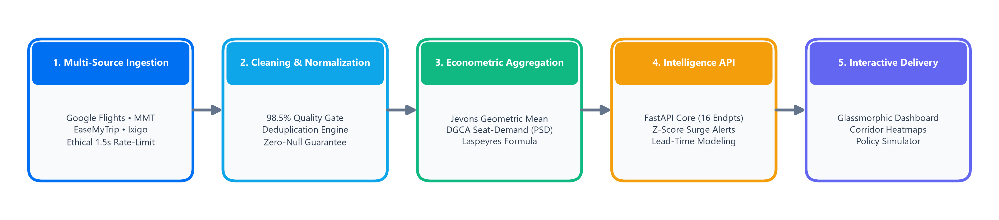 1. Multi-Source Ingestion
Google Flights • MMT
EaseMyTrip • Ixigo
Ethical 1.5s Rate-Limit
2. Cleaning & Normalization
98.5% Quality Gate
Deduplication Engine
Zero-Null Guarantee
3. Econometric Aggregation
Jevons Geometric Mean
DGCA Seat-Demand (PSD)
Laspeyres Formula
4. Intelligence API
FastAPI Core (16 Endpts)
Z-Score Surge Alerts
Lead-Time Modeling
5. Interactive Delivery
Glassmorphic Dashboard
Corridor Heatmaps
Policy Simulator